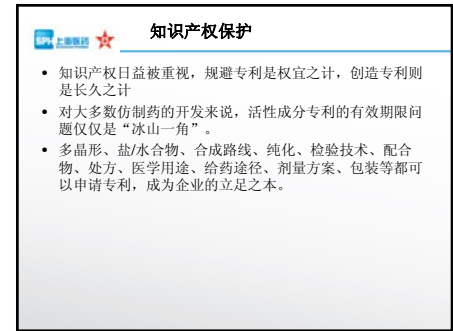 知识产权保护
SPH 上海医药
• 知识产权日益被重视，规避专利是权宜之计，创造专利则
是长久之计
• 对大多数仿制药的开发来说，活性成分专利的有效期限问
题仅仅是“冰山一角”。
• 多晶形、盐/水合物、合成路线、纯化、检验技术、配合
物、处方、医学用途、给药途径、剂量方案、包装等都可
以申请专利，成为企业的立足之本。